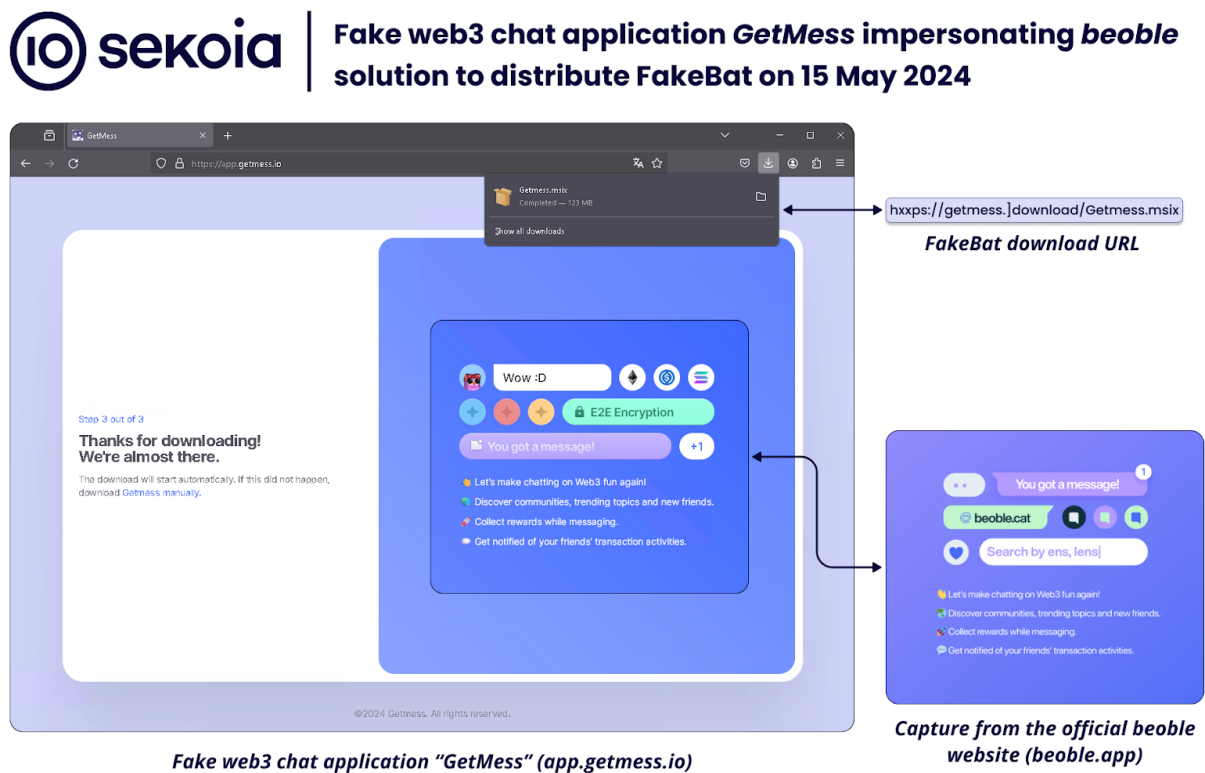 IO sekoia
Fake web3 chat application GetMess impersonating beoble
solution to distribute FakeBat on 15 May 2024
GetMess
https://app.getmess.io
Getmess.msix
Completed — 123 MB
Show all downloads
hxxps://getmess.]download/Getmess.msix
FakeBat download URL
Step 3 out of 3
Thanks for downloading!
We're almost there.
The download will start automatically. If this did not happen,
download Getmess manually.
Wow :D
E2E Encryption
You got a message!
+1
Let's make chatting on Web3 fun again!
Discover communities, trending topics and new friends.
Collect rewards while messaging.
Get notified of your friends' transaction activities.
1
You got a message!
beoble.cat
Search by ens, lens|
Let's make chatting on Web3 fun again!
Discover communities, trending topics and new friends.
Collect rewards while messaging.
Get notified of your friends' transaction activities.
©2024 Getmess. All rights reserved.
Capture from the official beoble
website (beoble.app)
Fake web3 chat application “GetMess” (app.getmess.io)